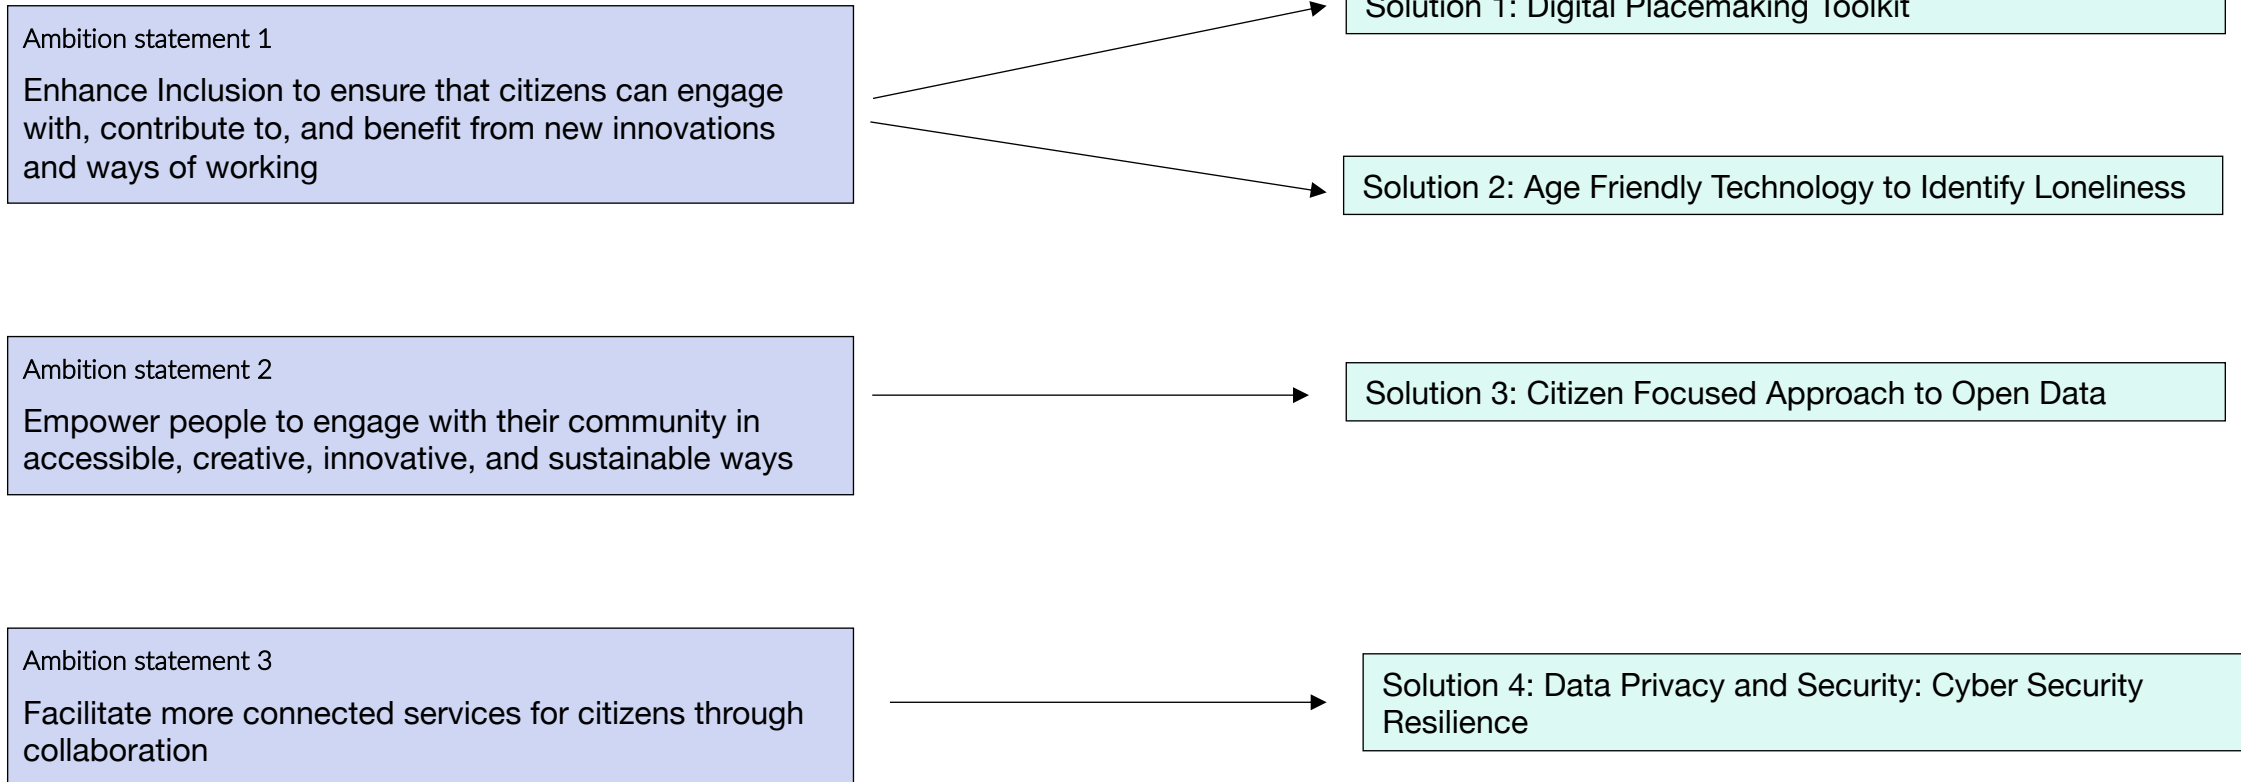 Solution 1: Digital Placemaking Toolkit
Ambition statement 1
Enhance Inclusion to ensure that citizens can engage
with, contribute to, and benefit from new innovations
and ways of working
Solution 2: Age Friendly Technology to Identify Loneliness
Ambition statement 2
Empower people to engage with their community in
accessible, creative, innovative, and sustainable ways
Solution 3: Citizen Focused Approach to Open Data
Ambition statement 3
Facilitate more connected services for citizens through
collaboration
Solution 4: Data Privacy and Security: Cyber Security
Resilience